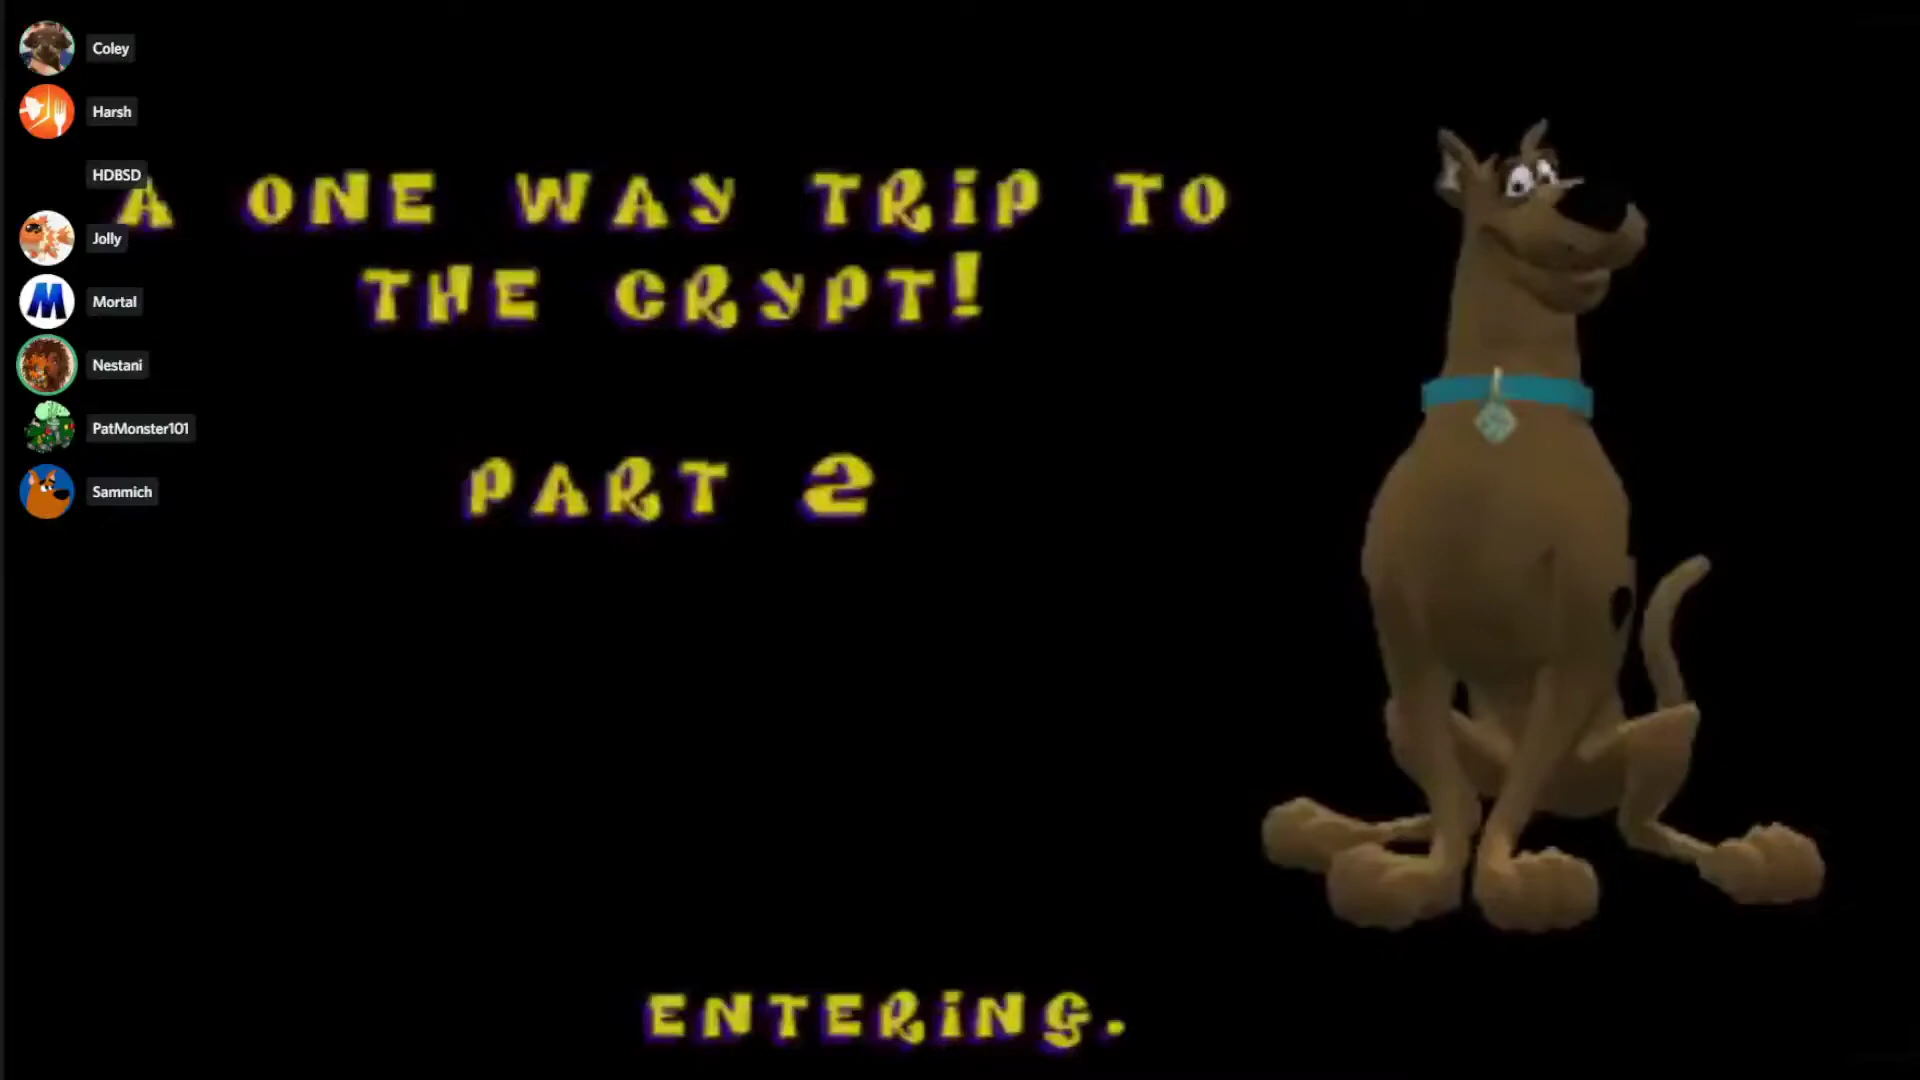 Coley
Harsh
HDBSD
A ONE WAY TRiP TO
Jolly
THE CRYPT!
Mortal
Nestani
PatMonster101
PART 2
Sammich
ENTERiNG.